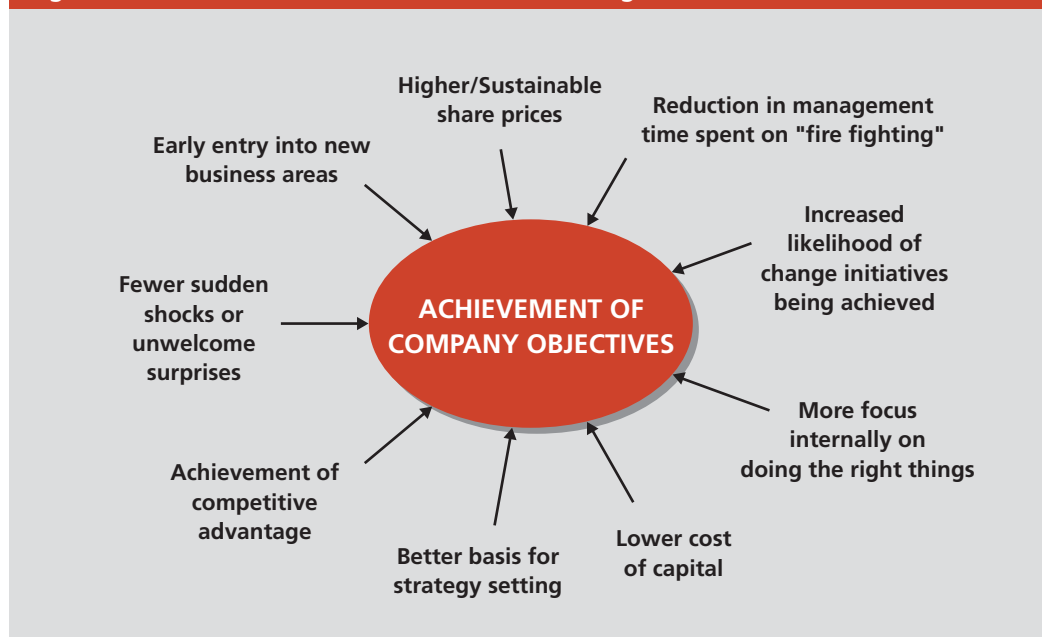 Higher/Sustainable
share prices
Reduction in management
time spent on "fire fighting"
Early entry into new
business areas
Increased
likelihood of
change initiatives
being achieved
Fewer sudden
shocks or
unwelcome
surprises
ACHIEVEMENT OF
COMPANY OBJECTIVES
More focus
internally on
doing the right things
Achievement of
competitive
advantage
Lower cost
of capital
Better basis for
strategy setting